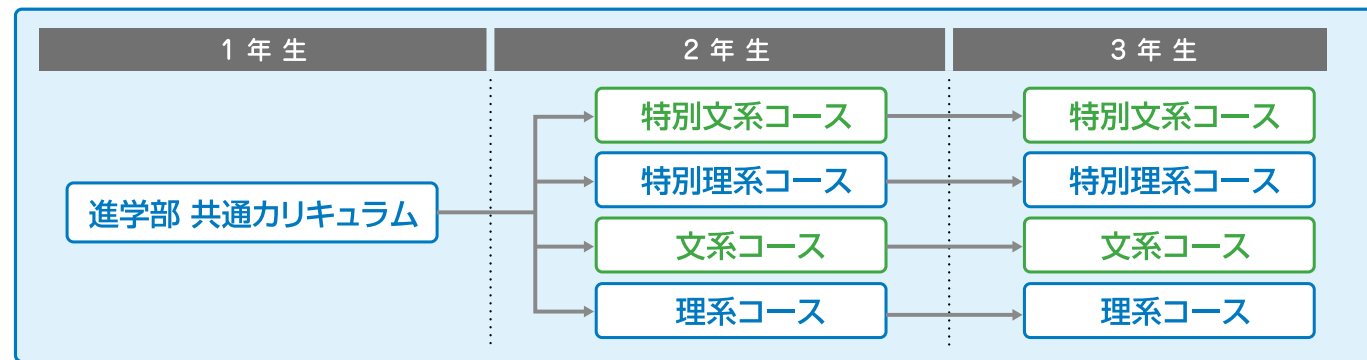 1年生
2年生
3年生
進学部 共通カリキュラム
特別文系コース
特別理系コース
文系コース
理系コース
特別文系コース
特別理系コース
文系コース
理系コース